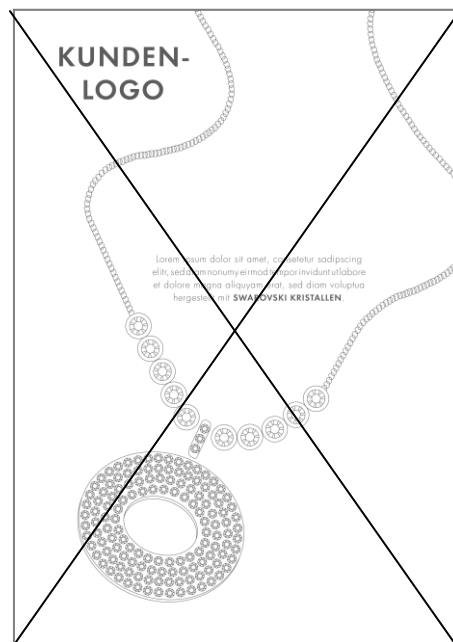 KUNDEN-
LOGO
Lorem ipsum dolor sit amet, consetetur sadipscing
elitr, sed diam nonumy eirmod tempor invidunt ut labore
et dolore magna aliquyam erat, sed diam voluptua
hergestellt mit SWAROVSKI KRISTALLEN.